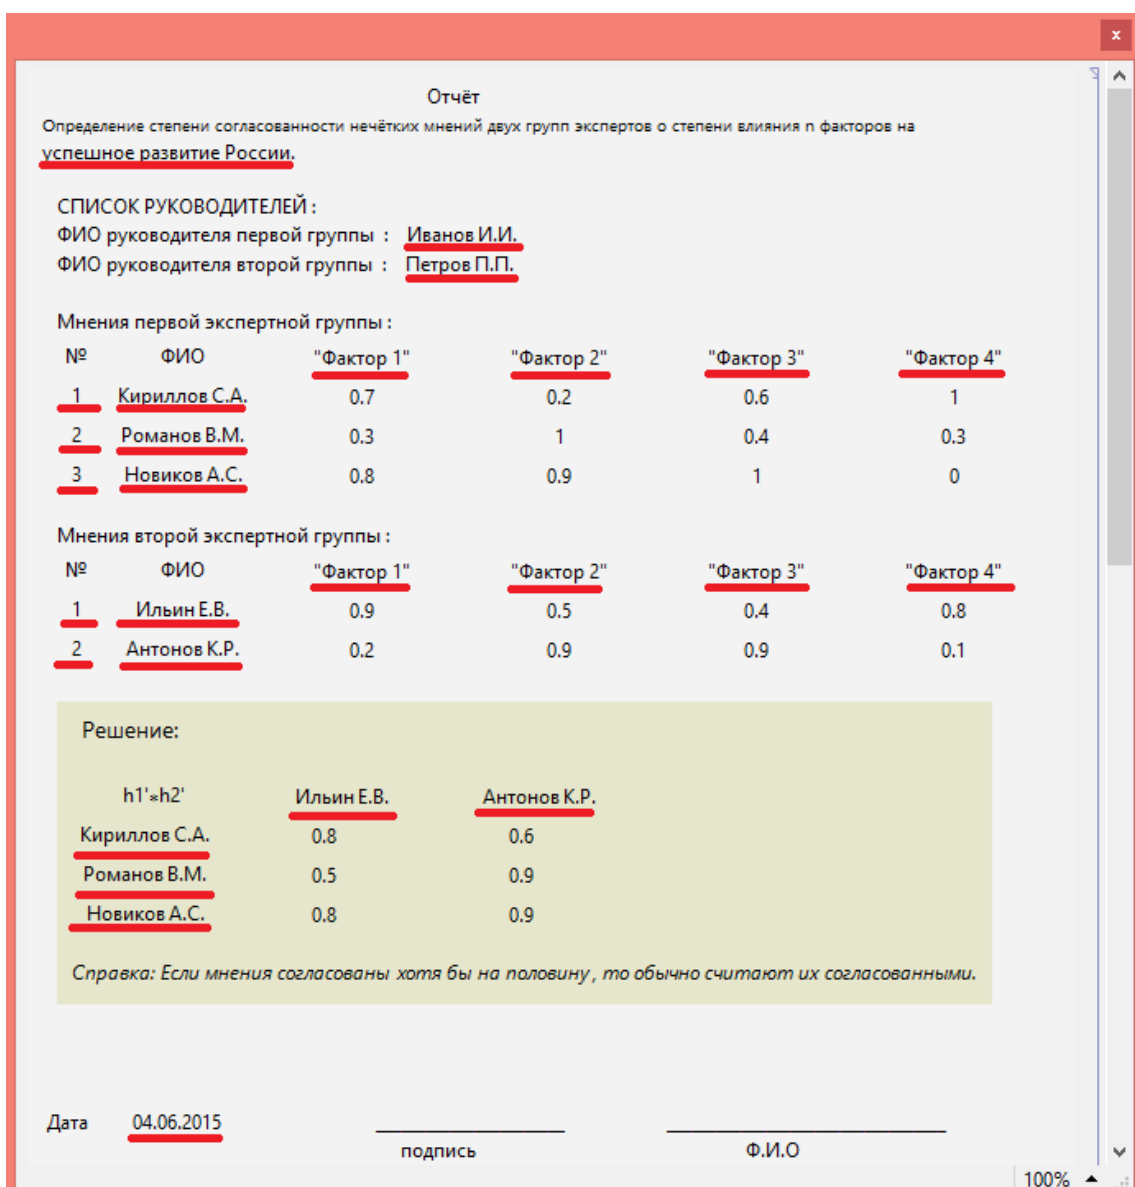 x
Отчёт
Определение степени согласованности нечётких мнений двух групп экспертов о степени влияния n факторов на
успешное развитие России.
СПИСОК РУКОВОДИТЕЛЕЙ :
ФИО руководителя первой группы : Иванов И.И.
ФИО руководителя второй группы : Петров П.П.
Мнения первой экспертной группы :
№ ФИО "Фактор 1" "Фактор 2" "Фактор 3" "Фактор 4"
1 Кириллов С.А. 0.7 0.2 0.6 1
2 Романов В.М. 0.3 1 0.4 0.3
3 Новиков А.С. 0.8 0.9 1 0
Мнения второй экспертной группы :
№ ФИО "Фактор 1" "Фактор 2" "Фактор 3" "Фактор 4"
1 Ильин Е.В. 0.9 0.5 0.4 0.8
2 Антонов К.Р. 0.2 0.9 0.9 0.1
Решение:
h1'*h2' Ильин Е.В. Антонов К.Р.
Кириллов С.А. 0.8 0.6
Романов В.М. 0.5 0.9
Новиков А.С. 0.8 0.9
Справка: Если мнения согласованы хотя бы на половину, то обычно считают их согласованными.
Дата 04.06.2015
подпись Ф.И.О
100%